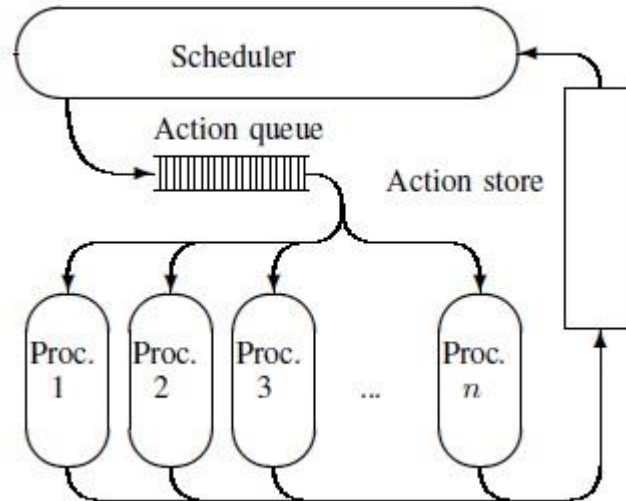 Scheduler
Action queue
Action store
Proc.
1
Proc.
2
Proc.
3
...
Proc.
n